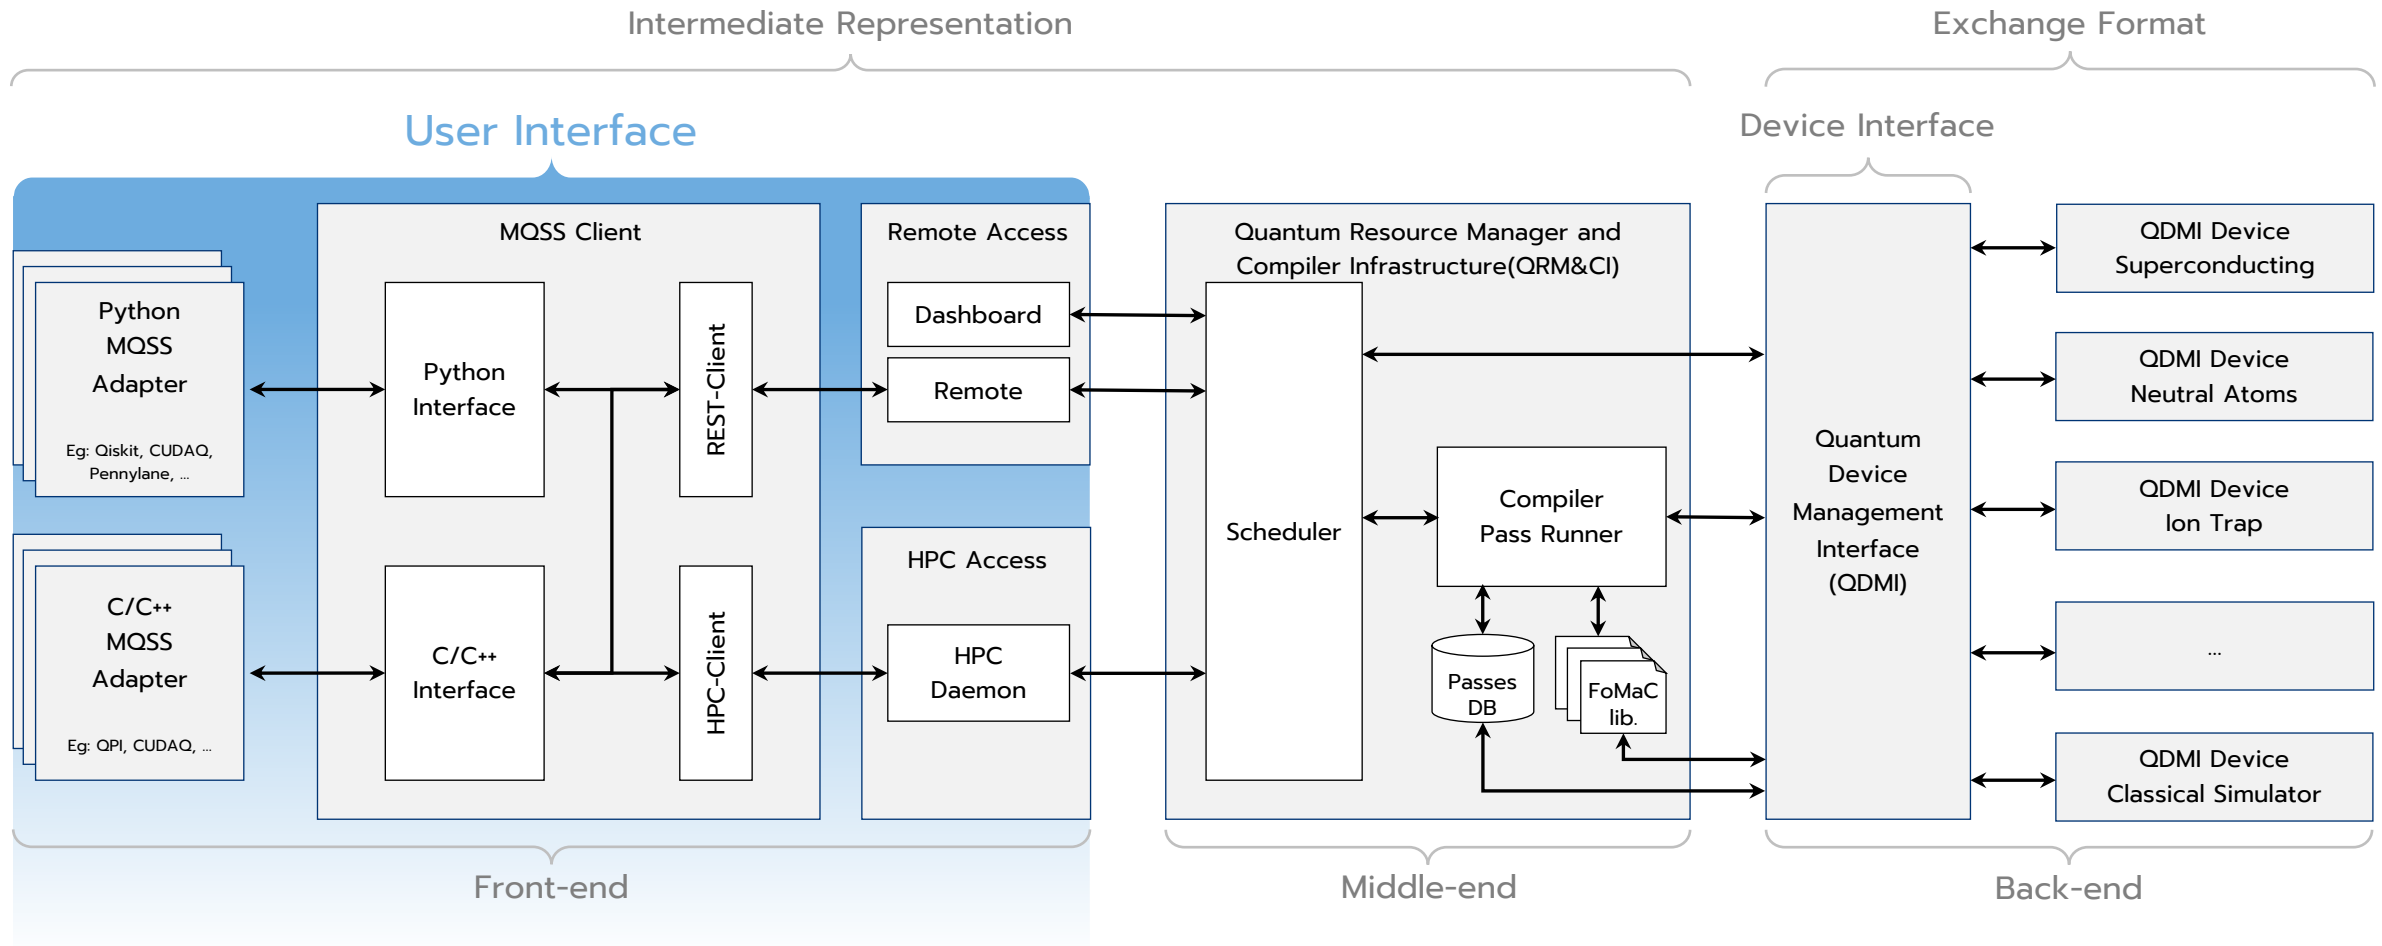 Intermediate Representation
Exchange Format
User Interface
Device Interface
Python
MQSS
Adapter
Eg: Qiskit, CUDAQ,
Pennylane, ...
C/C++
MQSS
Adapter
Eg: QPI, CUDAQ, ...
MQSS Client
Python
Interface
REST-Client
C/C++
Interface
HPC-Client
Remote Access
Dashboard
Remote
HPC Access
HPC
Daemon
Quantum Resource Manager and
Compiler Infrastructure(QRM&CI)
Scheduler
Compiler
Pass Runner
Passes
DB
FoMaC
lib.
Quantum
Device
Management
Interface
(QDMI)
QDMI Device
Superconducting
QDMI Device
Neutral Atoms
QDMI Device
Ion Trap
...
QDMI Device
Classical Simulator
Front-end
Middle-end
Back-end